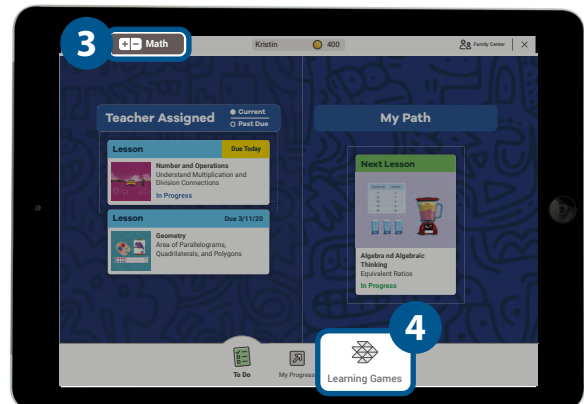 3
Math
Kristin
400
Family Center
Teacher Assigned
Current
Past Due
My Path
Lesson
Due Today
Number and Operations
Understand Multiplication and
Division Connections
In Progress
Lesson
Due 3/11/20
Geometry
Area of Parallelograms,
Quadrilaterals, and Polygons
Next Lesson
Algebra nd Algebraic
Thinking
Equivalent Ratios
In Progress
4
To Do
My Progress
Learning Games